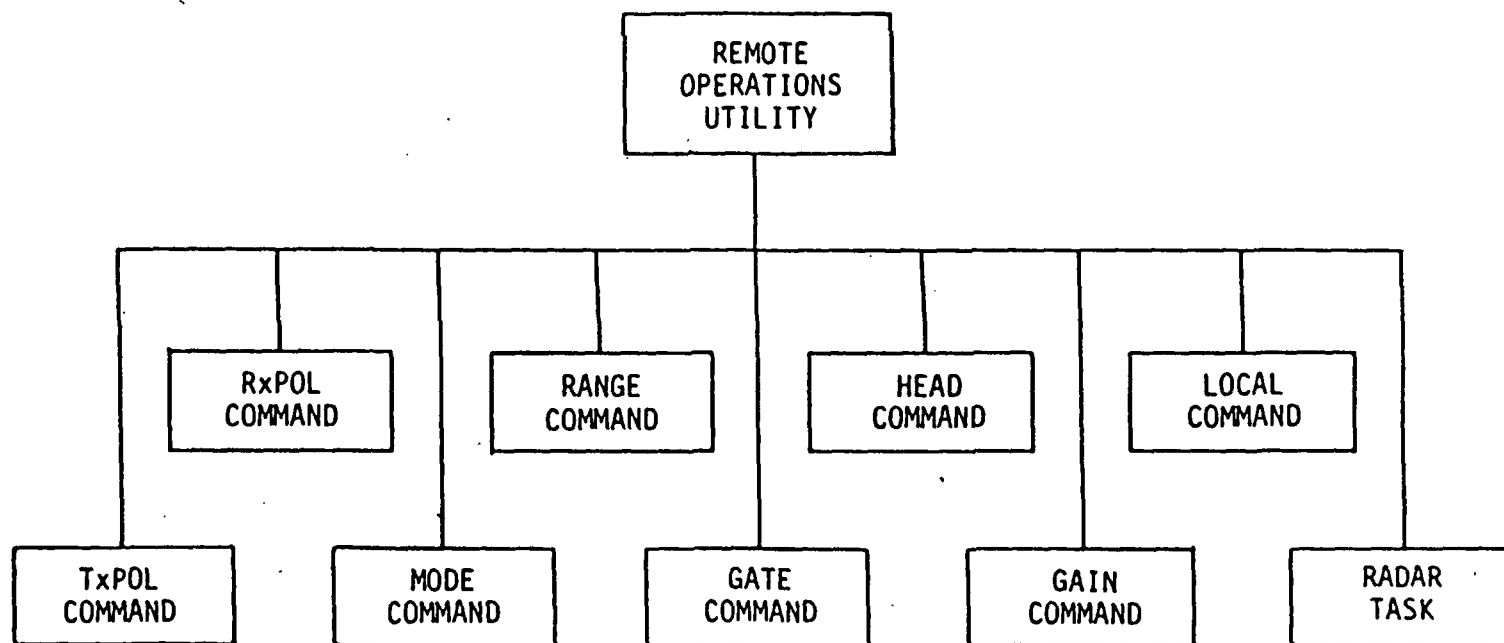 REMOTE
OPERATIONS
UTILITY
RxPOL
COMMAND
RANGE
COMMAND
HEAD
COMMAND
LOCAL
COMMAND
TxPOL
COMMAND
MODE
COMMAND
GATE
COMMAND
GAIN
COMMAND
RADAR
TASK